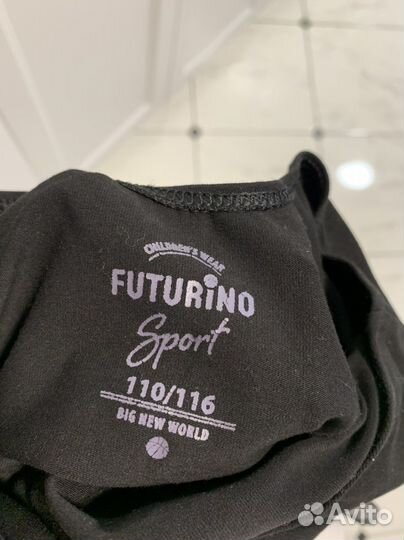 CHILDREN'S WEAR
FUTURiNO
Sport
110/116
BIG NEW WORLD
Avito